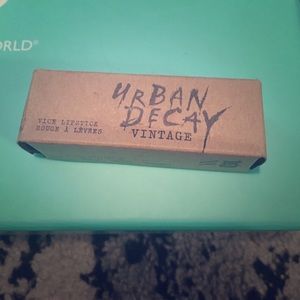 ORLD®
URBAN
DECAY
VICE LIPSTICK
ROUGE À LÈVRES
VINTAGE